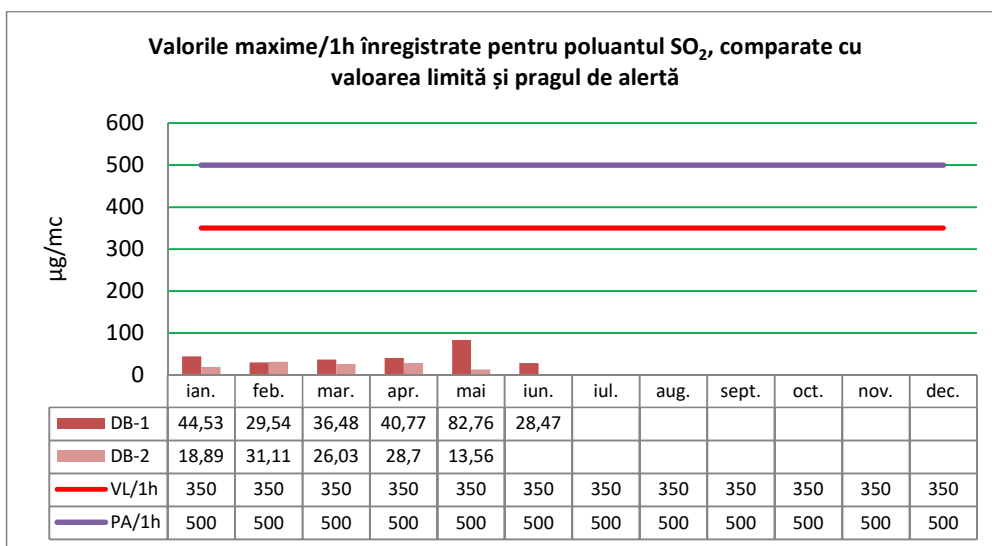 Valorile maxime/1h înregistrate pentru poluantul SO₂, comparate cu
valoarea limită și pragul de alertă
600
500
400
300
200
100
0
µg/mc
ian. feb. mar. apr. mai iun. iul. aug. sept. oct. nov. dec.
DB-1 44,53 29,54 36,48 40,77 82,76 28,47
DB-2 18,89 31,11 26,03 28,7 13,56
VL/1h 350 350 350 350 350 350 350 350 350 350 350 350
PA/1h 500 500 500 500 500 500 500 500 500 500 500 500